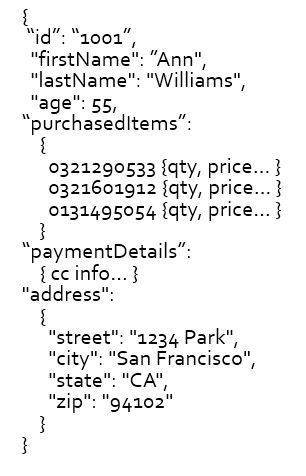 {
“id”: “1001”,
"firstName": ”Ann",
"lastName": "Williams",
"age": 55,
“purchasedItems”:
{
0321290533 {qty, price... }
0321601912 {qty, price... }
0131495054 {qty, price... }
}
“paymentDetails”:
{ cc info... }
"address":
{
"street": "1234 Park",
"city": "San Francisco",
"state": "CA",
"zip": "94102"
}
}